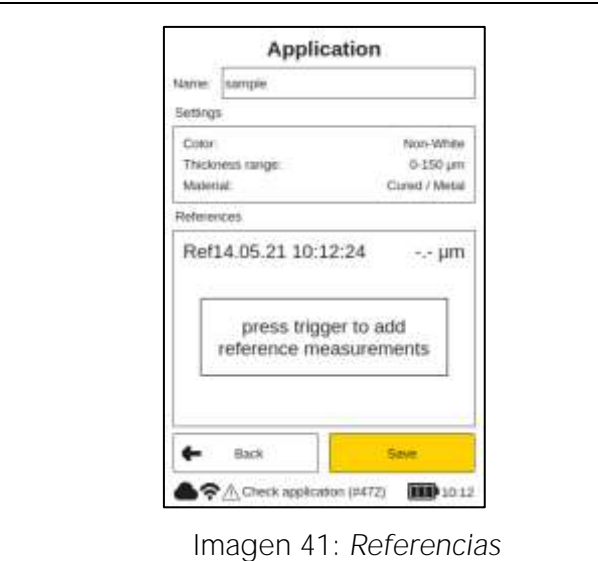 Application
Name: sample
Settings
Color: Non-White
Thickness range: 0-150 µm
Material: Cured / Metal
References
Ref14.05.21 10:12:24 -.- µm
press trigger to add
reference measurements
Back Save
Check application (#472) 10:12
Imagen 41: Referencias